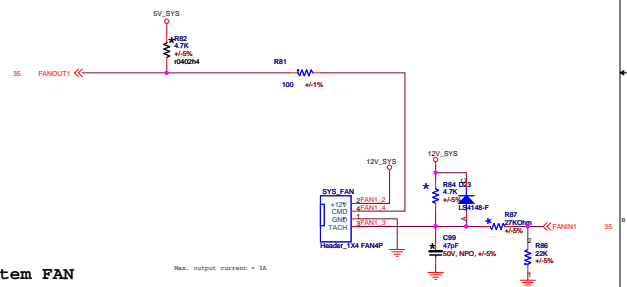 5V_SYS
*
R82
4.7K
+/-5%
r0402h4
35 FANOUT1
R81
100 +/-1%
12V_SYS
12V_SYS
SYS_FAN
+12V
CMD
GND
TACH
2 FAN1_2
4 FAN1_4
1
3 FAN1_3
Header_1X4 FAN4P
*
R84
4.7K
+/-5%
D23
LS4148-F
C
A
*
R87
27KOhm
+/-5%
FANIN1 35
*
C99
47pF
50V, NPO, +/-5%
2
R86
22K
+/-5%
1
B
tem FAN
Max. output current = 3A